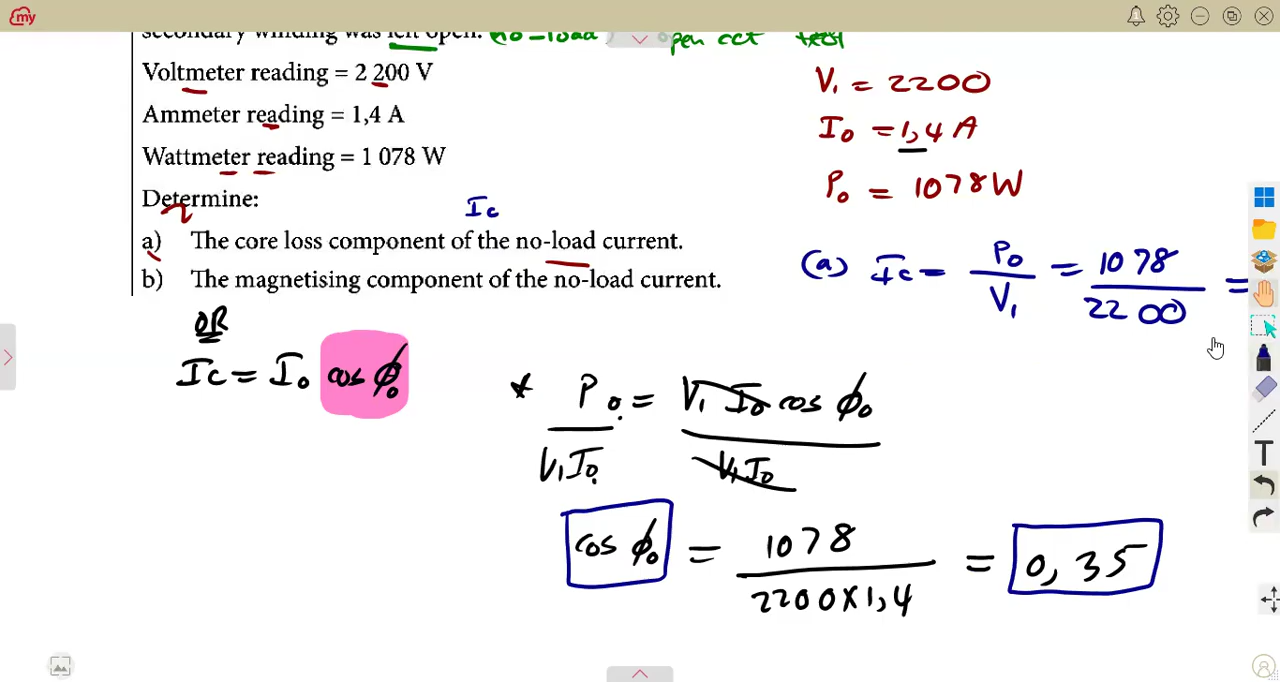 my
secondary winding was left open. (no-load) open cct test
Voltmeter reading = 2 200 V
Ammeter reading = 1,4 A
Wattmeter reading = 1 078 W
Determine:
Ic
a) The core loss component of the no-load current.
b) The magnetising component of the no-load current.
V₁ = 2200
I₀ = 1,4 A
P₀ = 1078 W
(a) Ic = P₀ / V₁ = 1078 / 2200 =
OR
Ic = I₀ cos ϕ₀
* P₀ / V₁I₀ = V₁ I₀ cos ϕ₀ / V₁I₀
cos ϕ₀ = 1078 / 2200 × 1,4 = 0,35
T